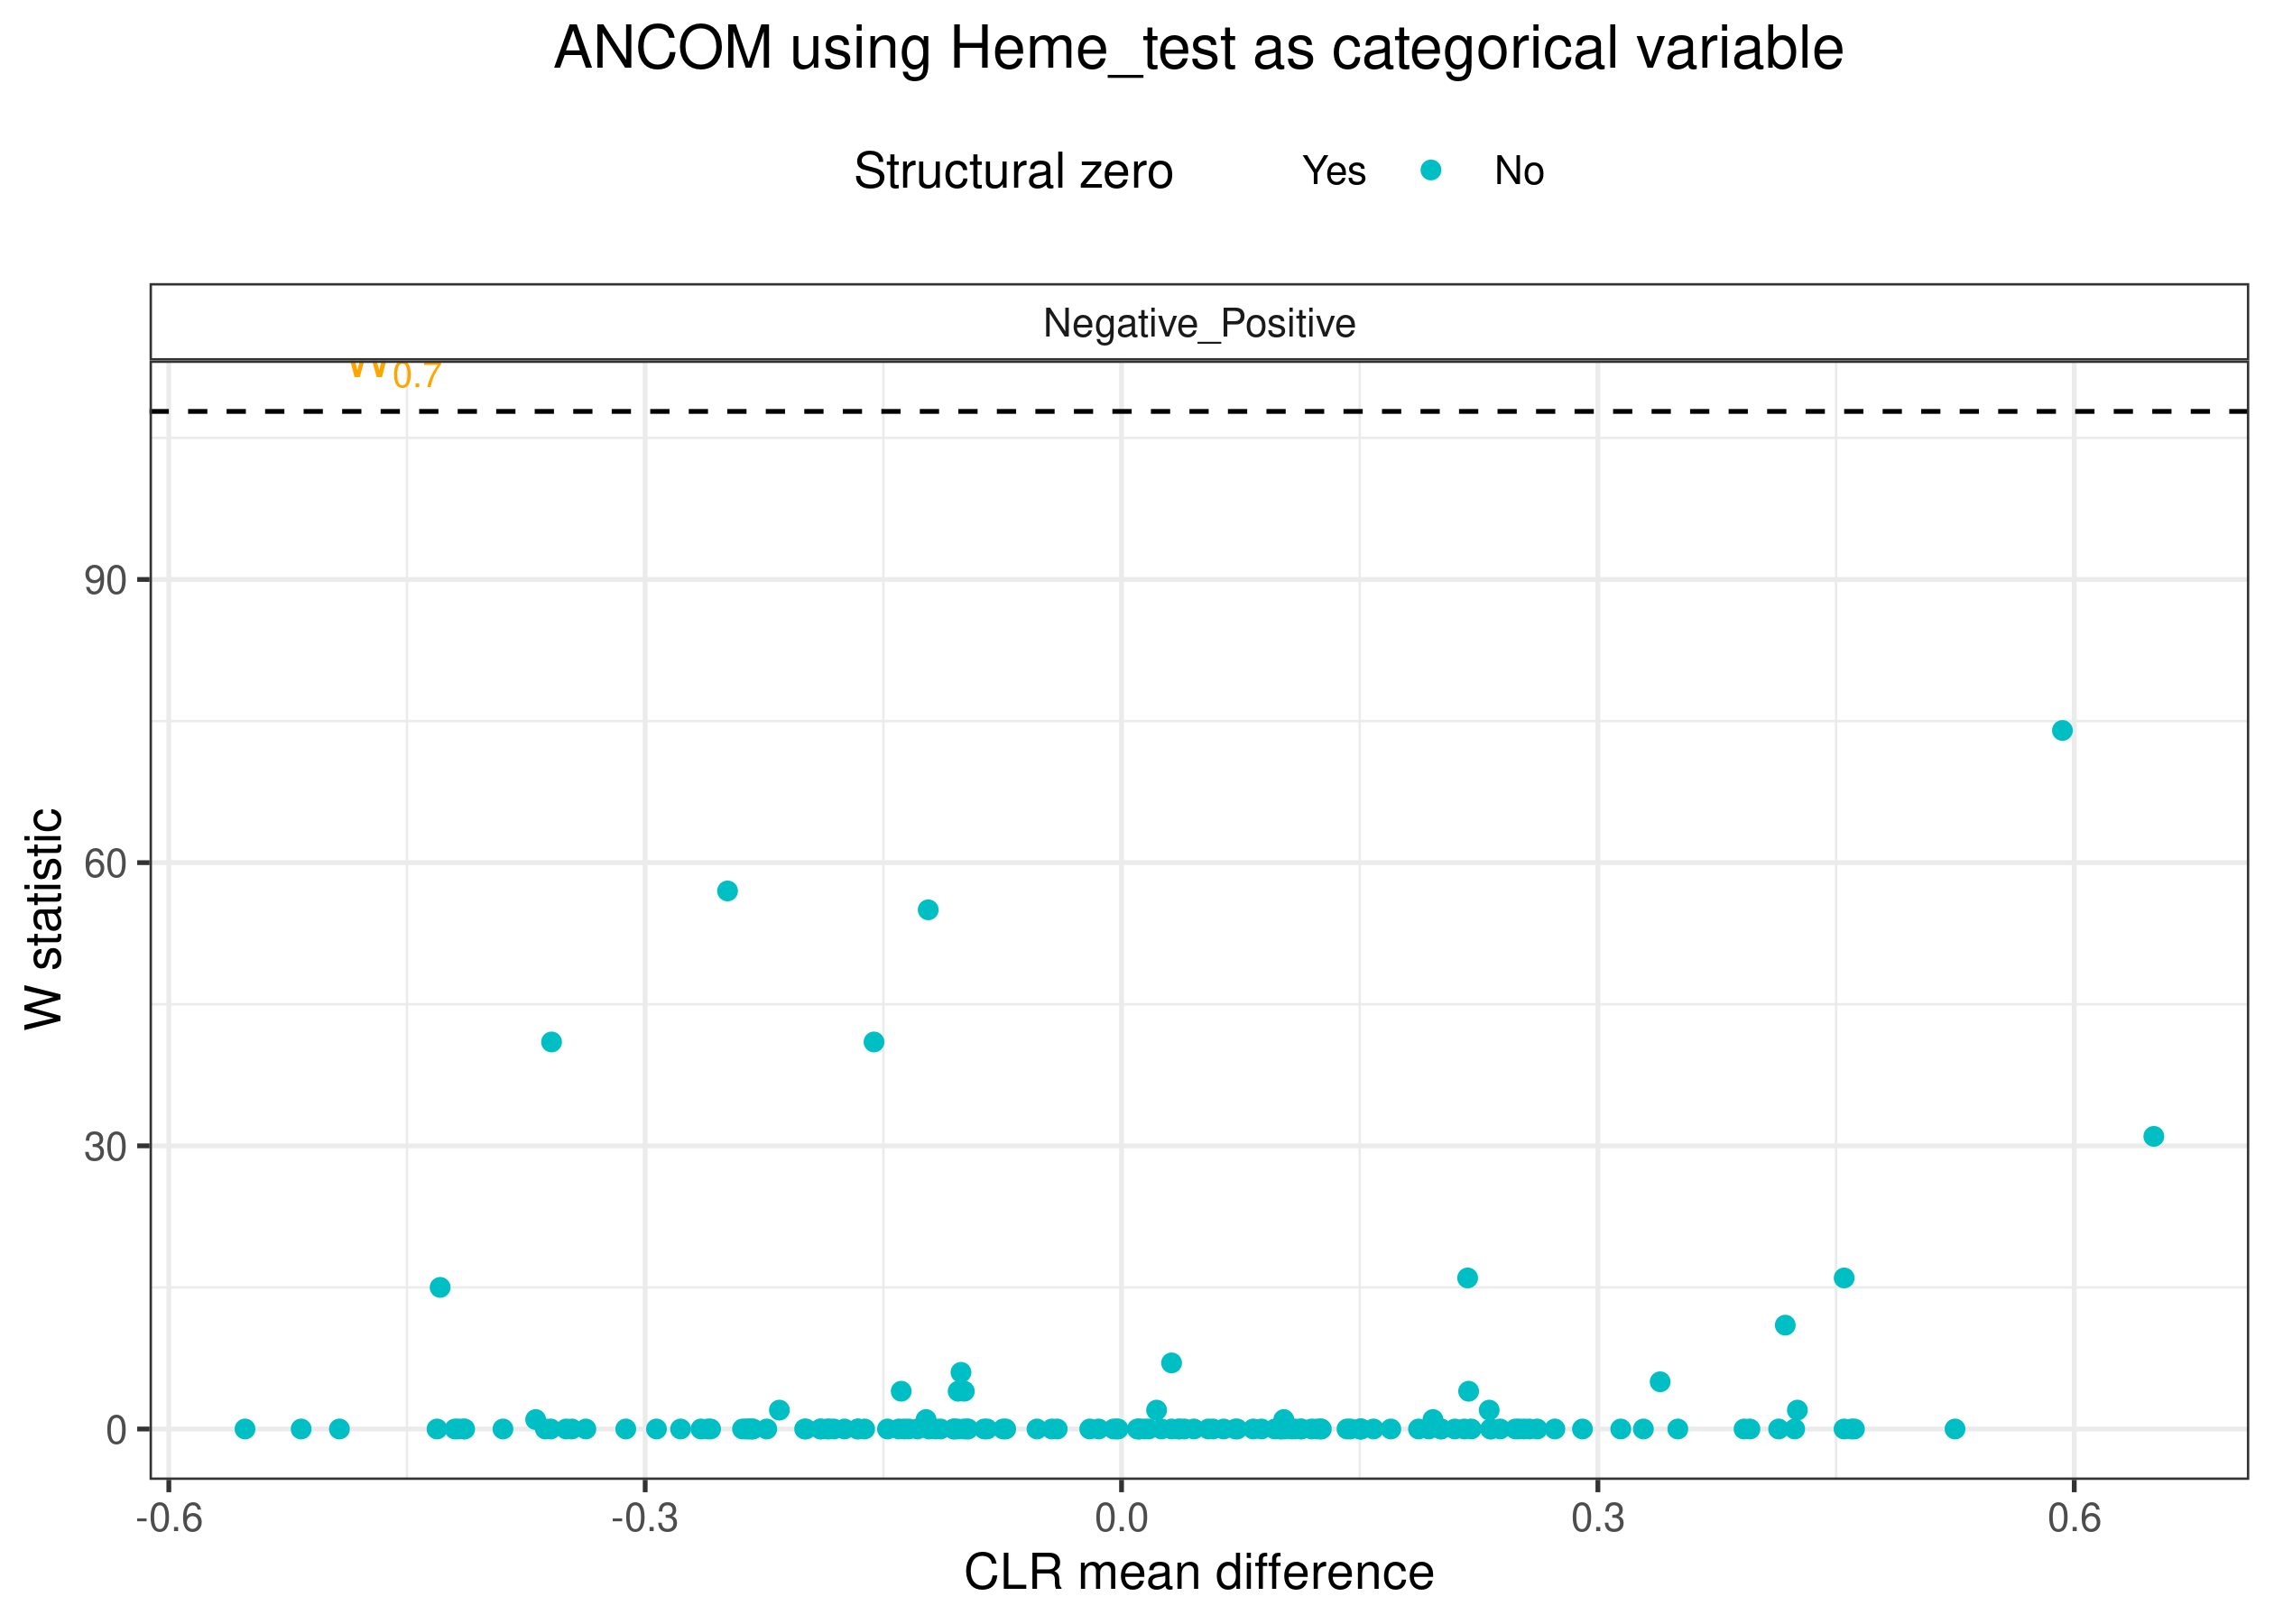 ANCOM using Heme_test as categorical variable
Structural zero Yes No
Negative_Positive
W0.7
90
60
30
0
W statistic
-0.6 -0.3 0.0 0.3 0.6
CLR mean difference